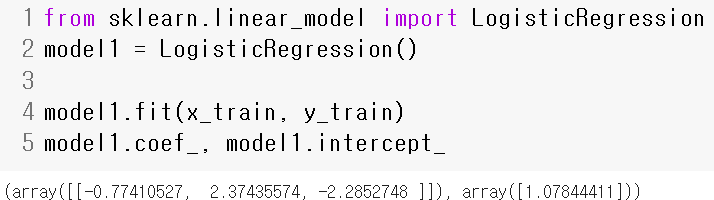 1 from sklearn.linear_model import LogisticRegression
2 model1 = LogisticRegression()
3
4 model1.fit(x_train, y_train)
5 model1.coef_, model1.intercept_
(array([[-0.77410527,  2.37435574, -2.2852748 ]]), array([1.07844411]))